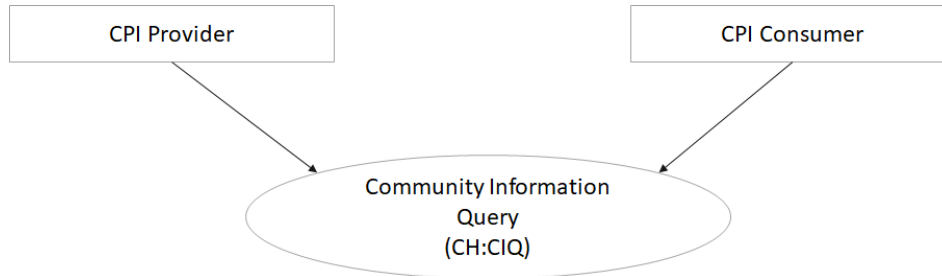 CPI Provider
CPI Consumer
Community Information
Query
(CH:CIQ)